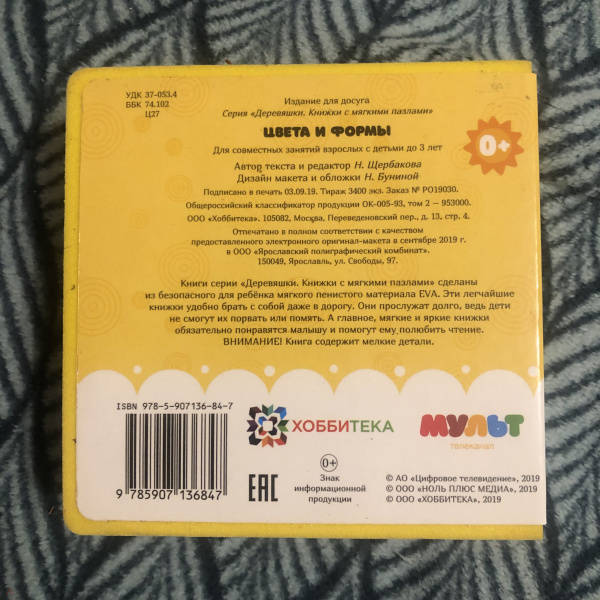 УДК 37-053.4
ББК 74.102
Ц27
Издание для досуга
Серия «Деревяшки. Книжки с мягкими пазлами»
ЦВЕТА И ФОРМЫ
0+
Для совместных занятий взрослых с детьми до 3 лет
Автор текста и редактор Н. Щербакова
Дизайн макета и обложки Н. Буниной
Подписано в печать 03.09.19. Тираж 3400 экз. Заказ № РО19030.
Общероссийский классификатор продукции ОК-005-93, том 2 – 953000.
ООО «Хоббитека». 105082, Москва, Переведеновский пер., д. 13, стр. 4.
Отпечатано в полном соответствии с качеством
предоставленного электронного оригинал-макета в сентябре 2019 г.
в ООО «Ярославский полиграфический комбинат».
150049, Ярославль, ул. Свободы, 97.
Книги серии «Деревяшки. Книжки с мягкими пазлами» сделаны
из безопасного для ребёнка мягкого пенистого материала EVA. Эти легчайшие
книжки удобно брать с собой даже в дорогу. Они прослужат долго, ведь дети
не смогут их порвать или помять. А главное, мягкие и яркие книжки
обязательно понравятся малышу и помогут ему полюбить чтение.
ВНИМАНИЕ! Книга содержит мелкие детали.
ISBN 978-5-907136-84-7
9 785907 136847
ХОББИТЕКА
МУЛЬТ
телеканал
EAC
0+
Знак
информационной
продукции
© АО «Цифровое телевидение», 2019
© ООО «НОЛЬ ПЛЮС МЕДИА», 2019
© ООО «ХОББИТЕКА», 2019